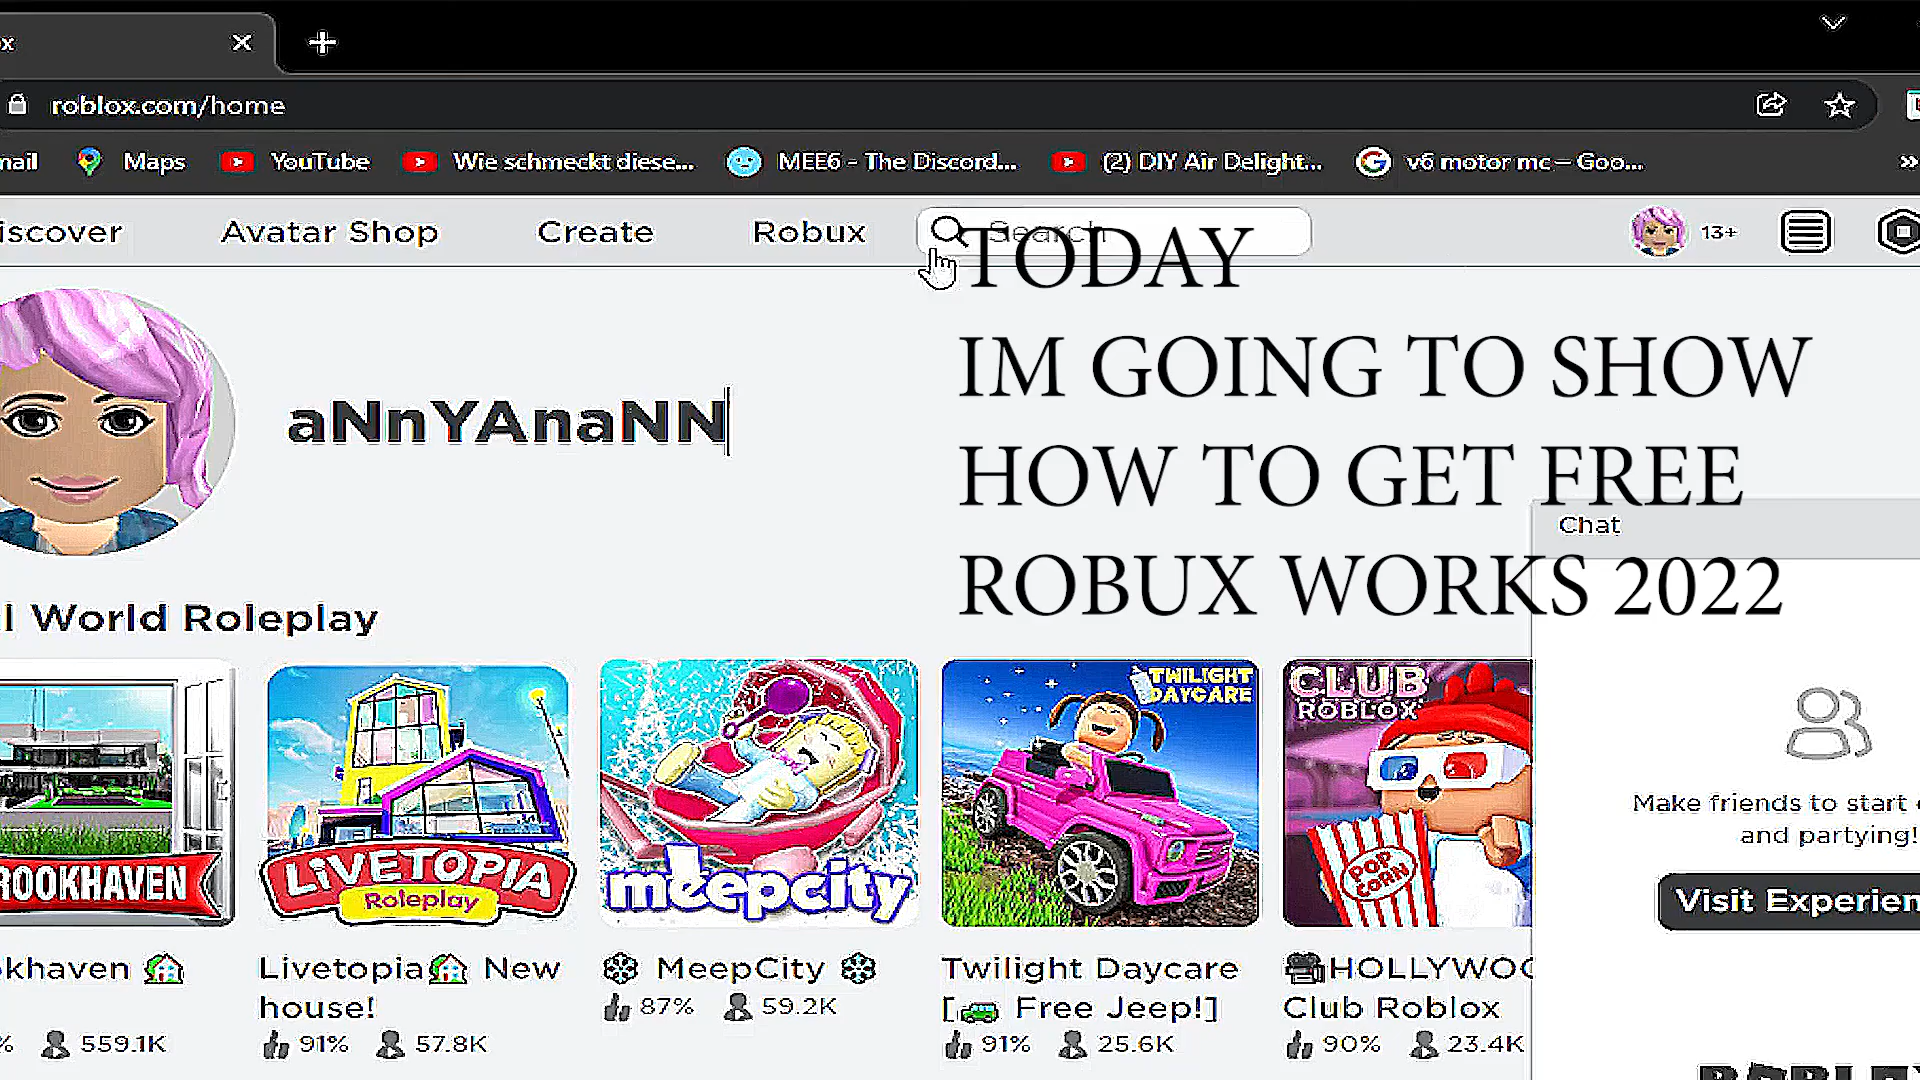 x
roblox.com/home
nail Maps YouTube Wie schmeckt diese... MEE6 - The Discord... (2) DIY Air Delight... v6 motor mc – Goo... »
iscover Avatar Shop Create Robux Search 13+
TODAY
IM GOING TO SHOW
HOW TO GET FREE
ROBUX WORKS 2022
aNnYAnaNN
Chat
l World Roleplay
ROOKHAVEN
LIVETOPIA
Roleplay
meepcity
TWILIGHT
DAYCARE
CLUB
ROBLOX
POP
CORN
Make friends to start
and partying!
Visit Experien
khaven
Livetopia New
house!
MeepCity
Twilight Daycare
[ Free Jeep!]
HOLLYWOO
Club Roblox
87% 59.2K
% 559.1K
91% 57.8K
91% 25.6K
90% 23.4K